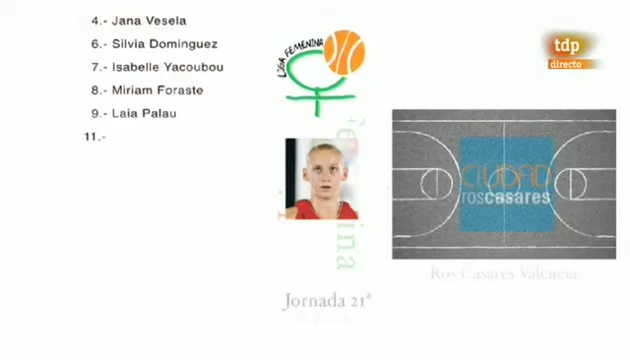 4.- Jana Vesela
6.- Silvia Dominguez
7.- Isabelle Yacoubou
8.- Miriam Foraste
9.- Laia Palau
11.-
LIGA FEMENINA
tdp
directo
CIUDAD
roscasares
Ros Casares Valencia
ina
Jornada 21ª